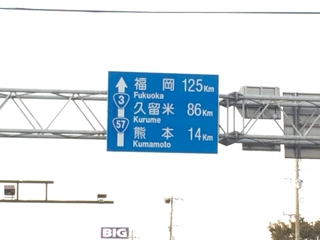 福岡 125Km
Fukuoka
3
久留米 86Km
Kurume
57
熊本 14Km
Kumamoto
BIG